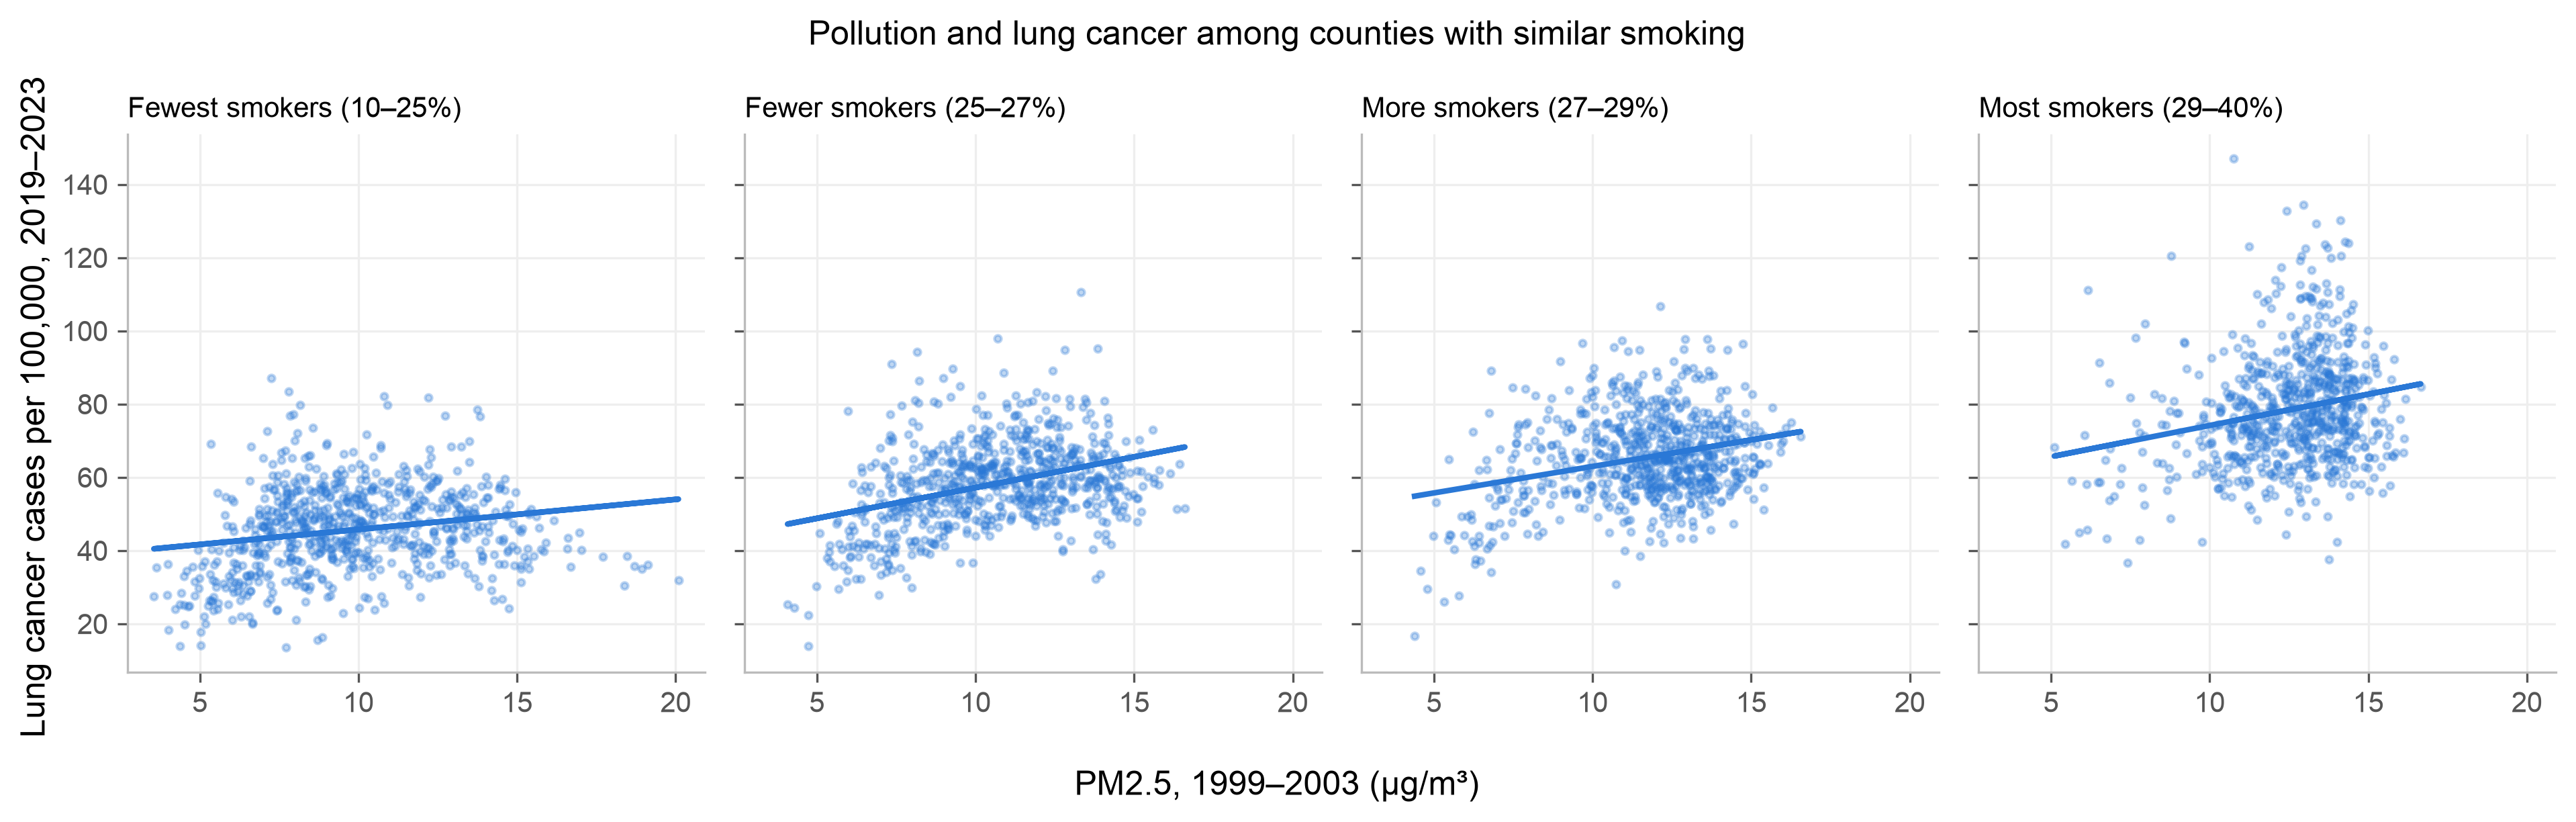 Pollution and lung cancer among counties with similar smoking
Lung cancer cases per 100,000, 2019–2023
Fewest smokers (10–25%)
Fewer smokers (25–27%)
More smokers (27–29%)
Most smokers (29–40%)
140
120
100
80
60
40
20
5 10 15 20
5 10 15 20
5 10 15 20
5 10 15 20
PM2.5, 1999–2003 (µg/m³)